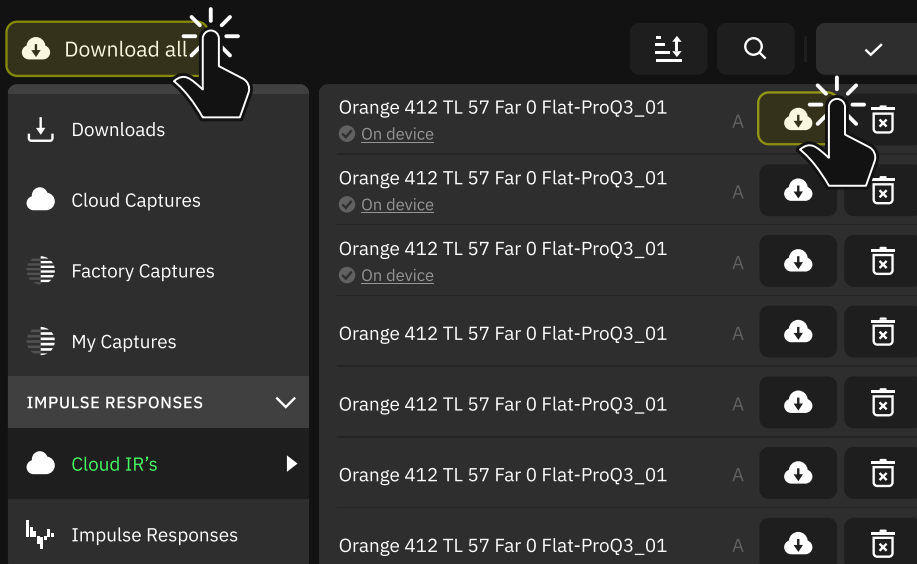 Download all
Downloads
Cloud Captures
Factory Captures
My Captures
IMPULSE RESPONSES
Cloud IR's
Impulse Responses
Orange 412 TL 57 Far 0 Flat-ProQ3_01
A
On device
Orange 412 TL 57 Far 0 Flat-ProQ3_01
A
On device
Orange 412 TL 57 Far 0 Flat-ProQ3_01
A
On device
Orange 412 TL 57 Far 0 Flat-ProQ3_01
A
Orange 412 TL 57 Far 0 Flat-ProQ3_01
A
Orange 412 TL 57 Far 0 Flat-ProQ3_01
A
Orange 412 TL 57 Far 0 Flat-ProQ3_01
A